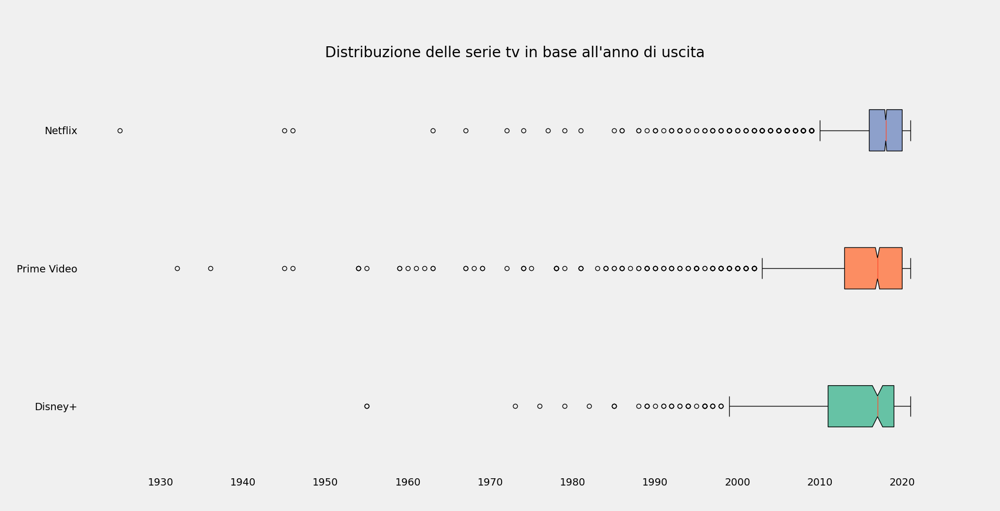 Distribuzione delle serie tv in base all'anno di uscita
Netflix
Prime Video
Disney+
1930 1940 1950 1960 1970 1980 1990 2000 2010 2020